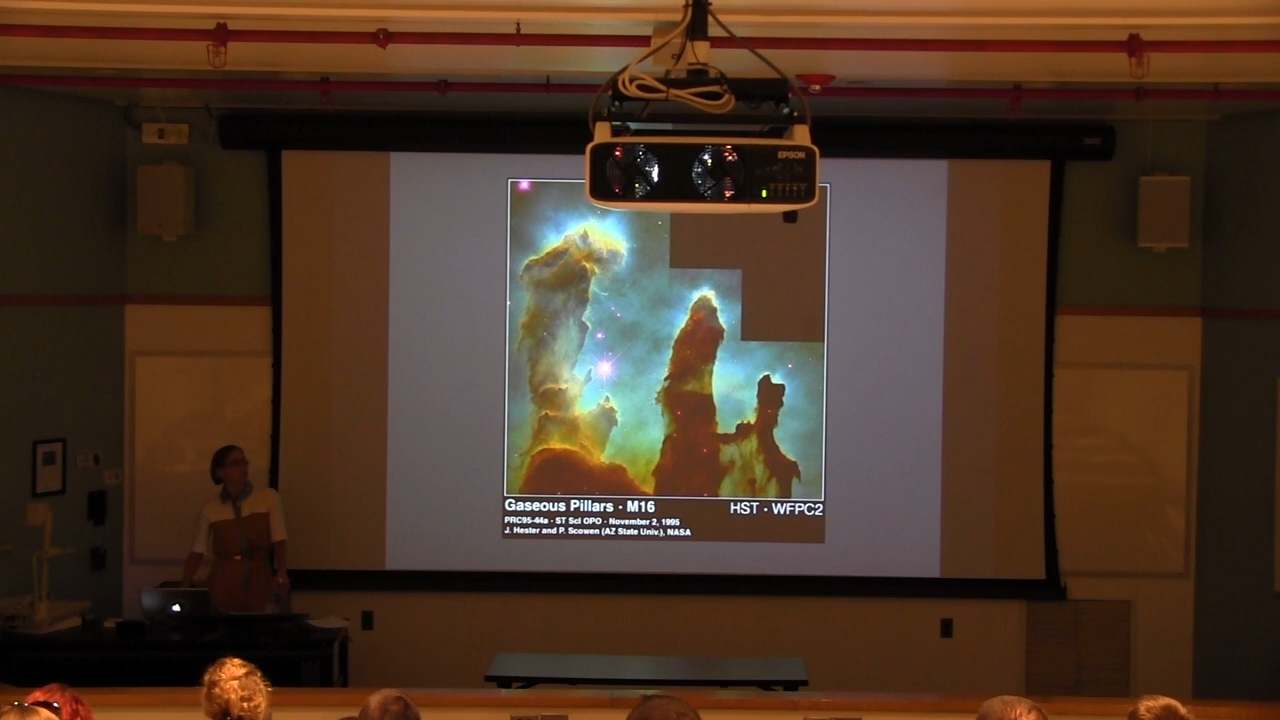 EPSON
Gaseous Pillars · M16
HST · WFPC2
PRC95-44a · ST ScI OPO · November 2, 1995
J. Hester and P. Scowen (AZ State Univ.), NASA